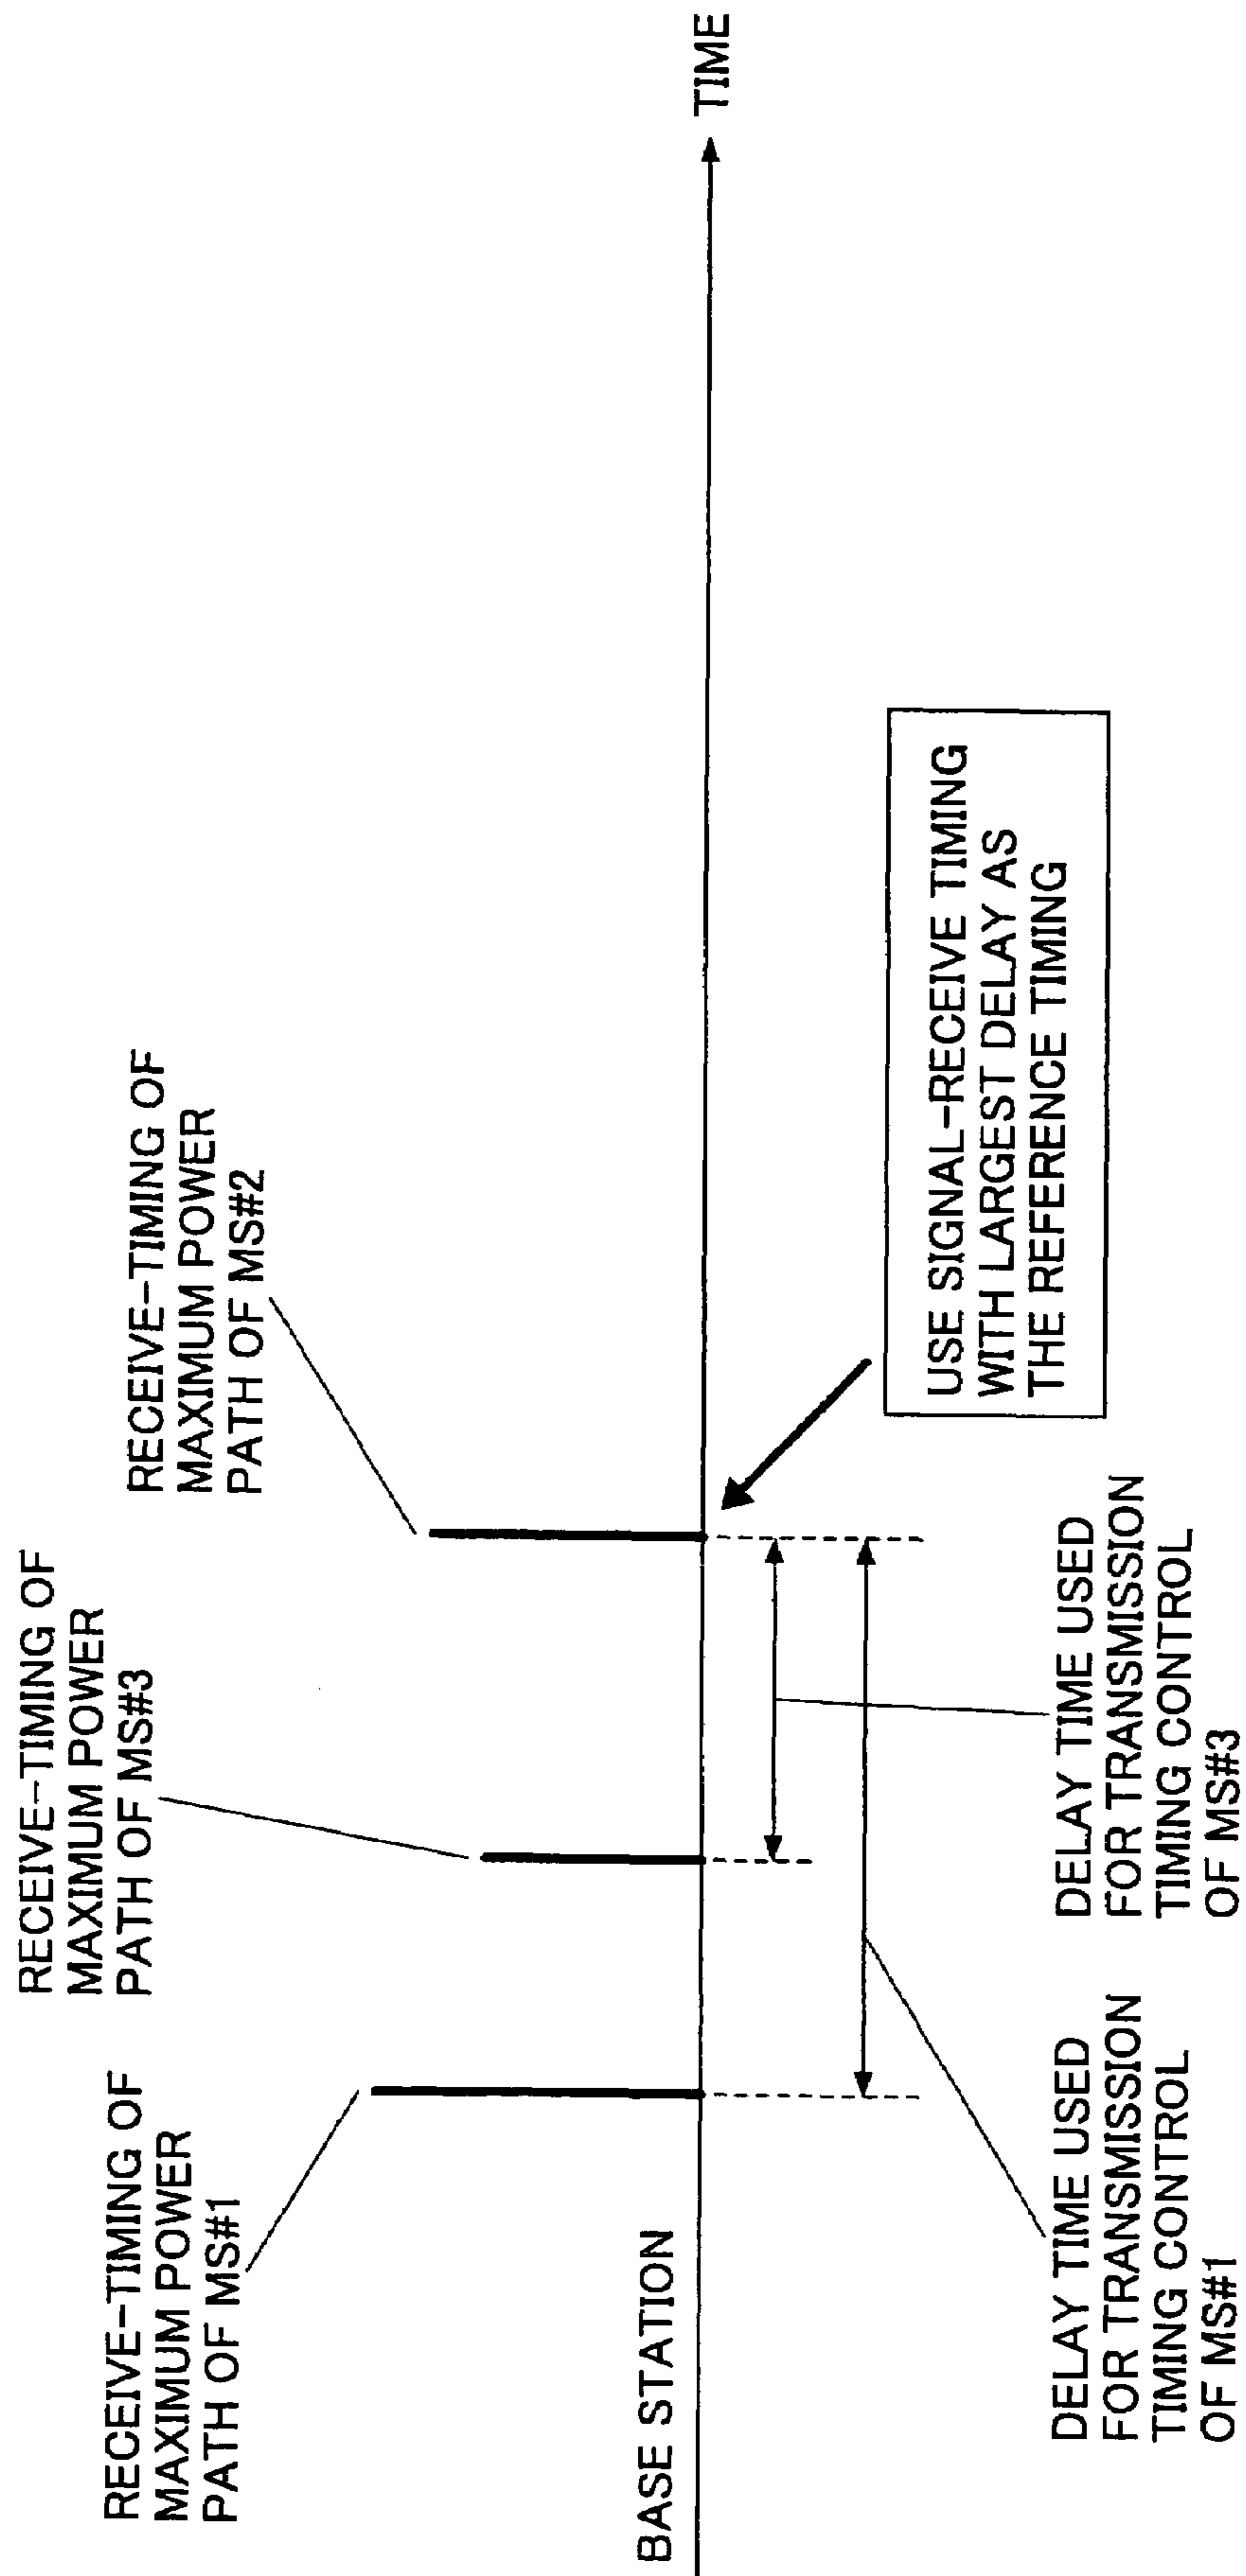 RECEIVE-TIMING OF
MAXIMUM POWER
PATH OF MS#1
RECEIVE-TIMING OF
MAXIMUM POWER
PATH OF MS#3
RECEIVE-TIMING OF
MAXIMUM POWER
PATH OF MS#2
BASE STATION
TIME
USE SIGNAL-RECEIVE TIMING
WITH LARGEST DELAY AS
THE REFERENCE TIMING
DELAY TIME USED
FOR TRANSMISSION
TIMING CONTROL
OF MS#1
DELAY TIME USED
FOR TRANSMISSION
TIMING CONTROL
OF MS#3